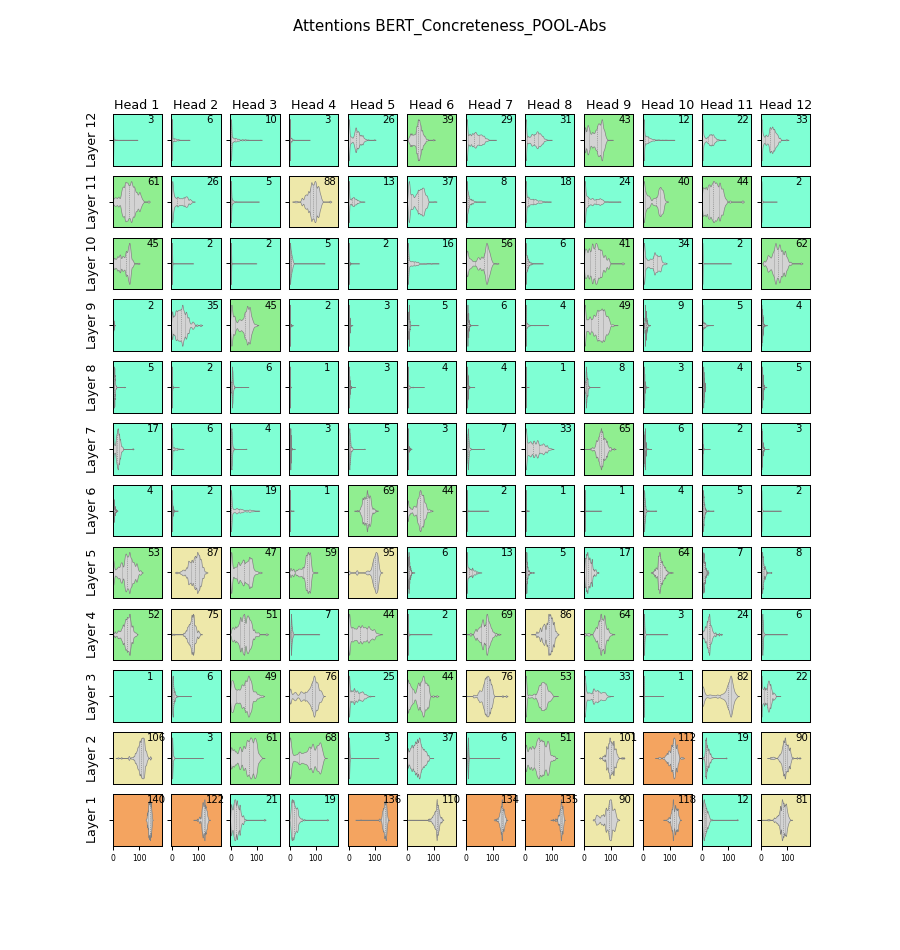 Attentions BERT_Concreteness_POOL-Abs
Head 1 Head 2 Head 3 Head 4 Head 5 Head 6 Head 7 Head 8 Head 9 Head 10 Head 11 Head 12
Layer 12 3 6 10 3 26 39 29 31 43 12 22 33
Layer 11 61 26 5 88 13 37 8 18 24 40 44 2
Layer 10 45 2 2 5 2 16 56 6 41 34 2 62
Layer 9 2 35 45 2 3 5 6 4 49 9 5 4
Layer 8 5 2 6 1 3 4 4 1 8 3 4 5
Layer 7 17 6 4 3 5 3 7 33 65 6 2 3
Layer 6 4 2 19 1 69 44 2 1 1 4 5 2
Layer 5 53 87 47 59 95 6 13 5 17 64 7 8
Layer 4 52 75 51 7 44 2 69 86 64 3 24 6
Layer 3 1 6 49 76 25 44 76 53 33 1 82 22
Layer 2 106 3 61 68 3 37 6 51 101 112 19 90
Layer 1 140 122 21 19 136 110 134 135 90 118 12 81
0 100 0 100 0 100 0 100 0 100 0 100 0 100 0 100 0 100 0 100 0 100 0 100